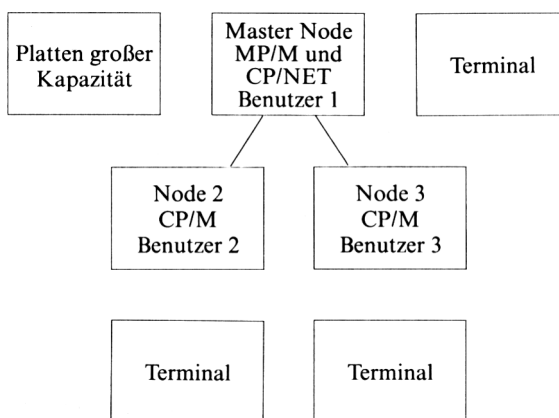 Platten großer
Kapazität
Master Node
MP/M und
CP/NET
Benutzer 1
Terminal
Node 2
CP/M
Benutzer 2
Node 3
CP/M
Benutzer 3
Terminal
Terminal